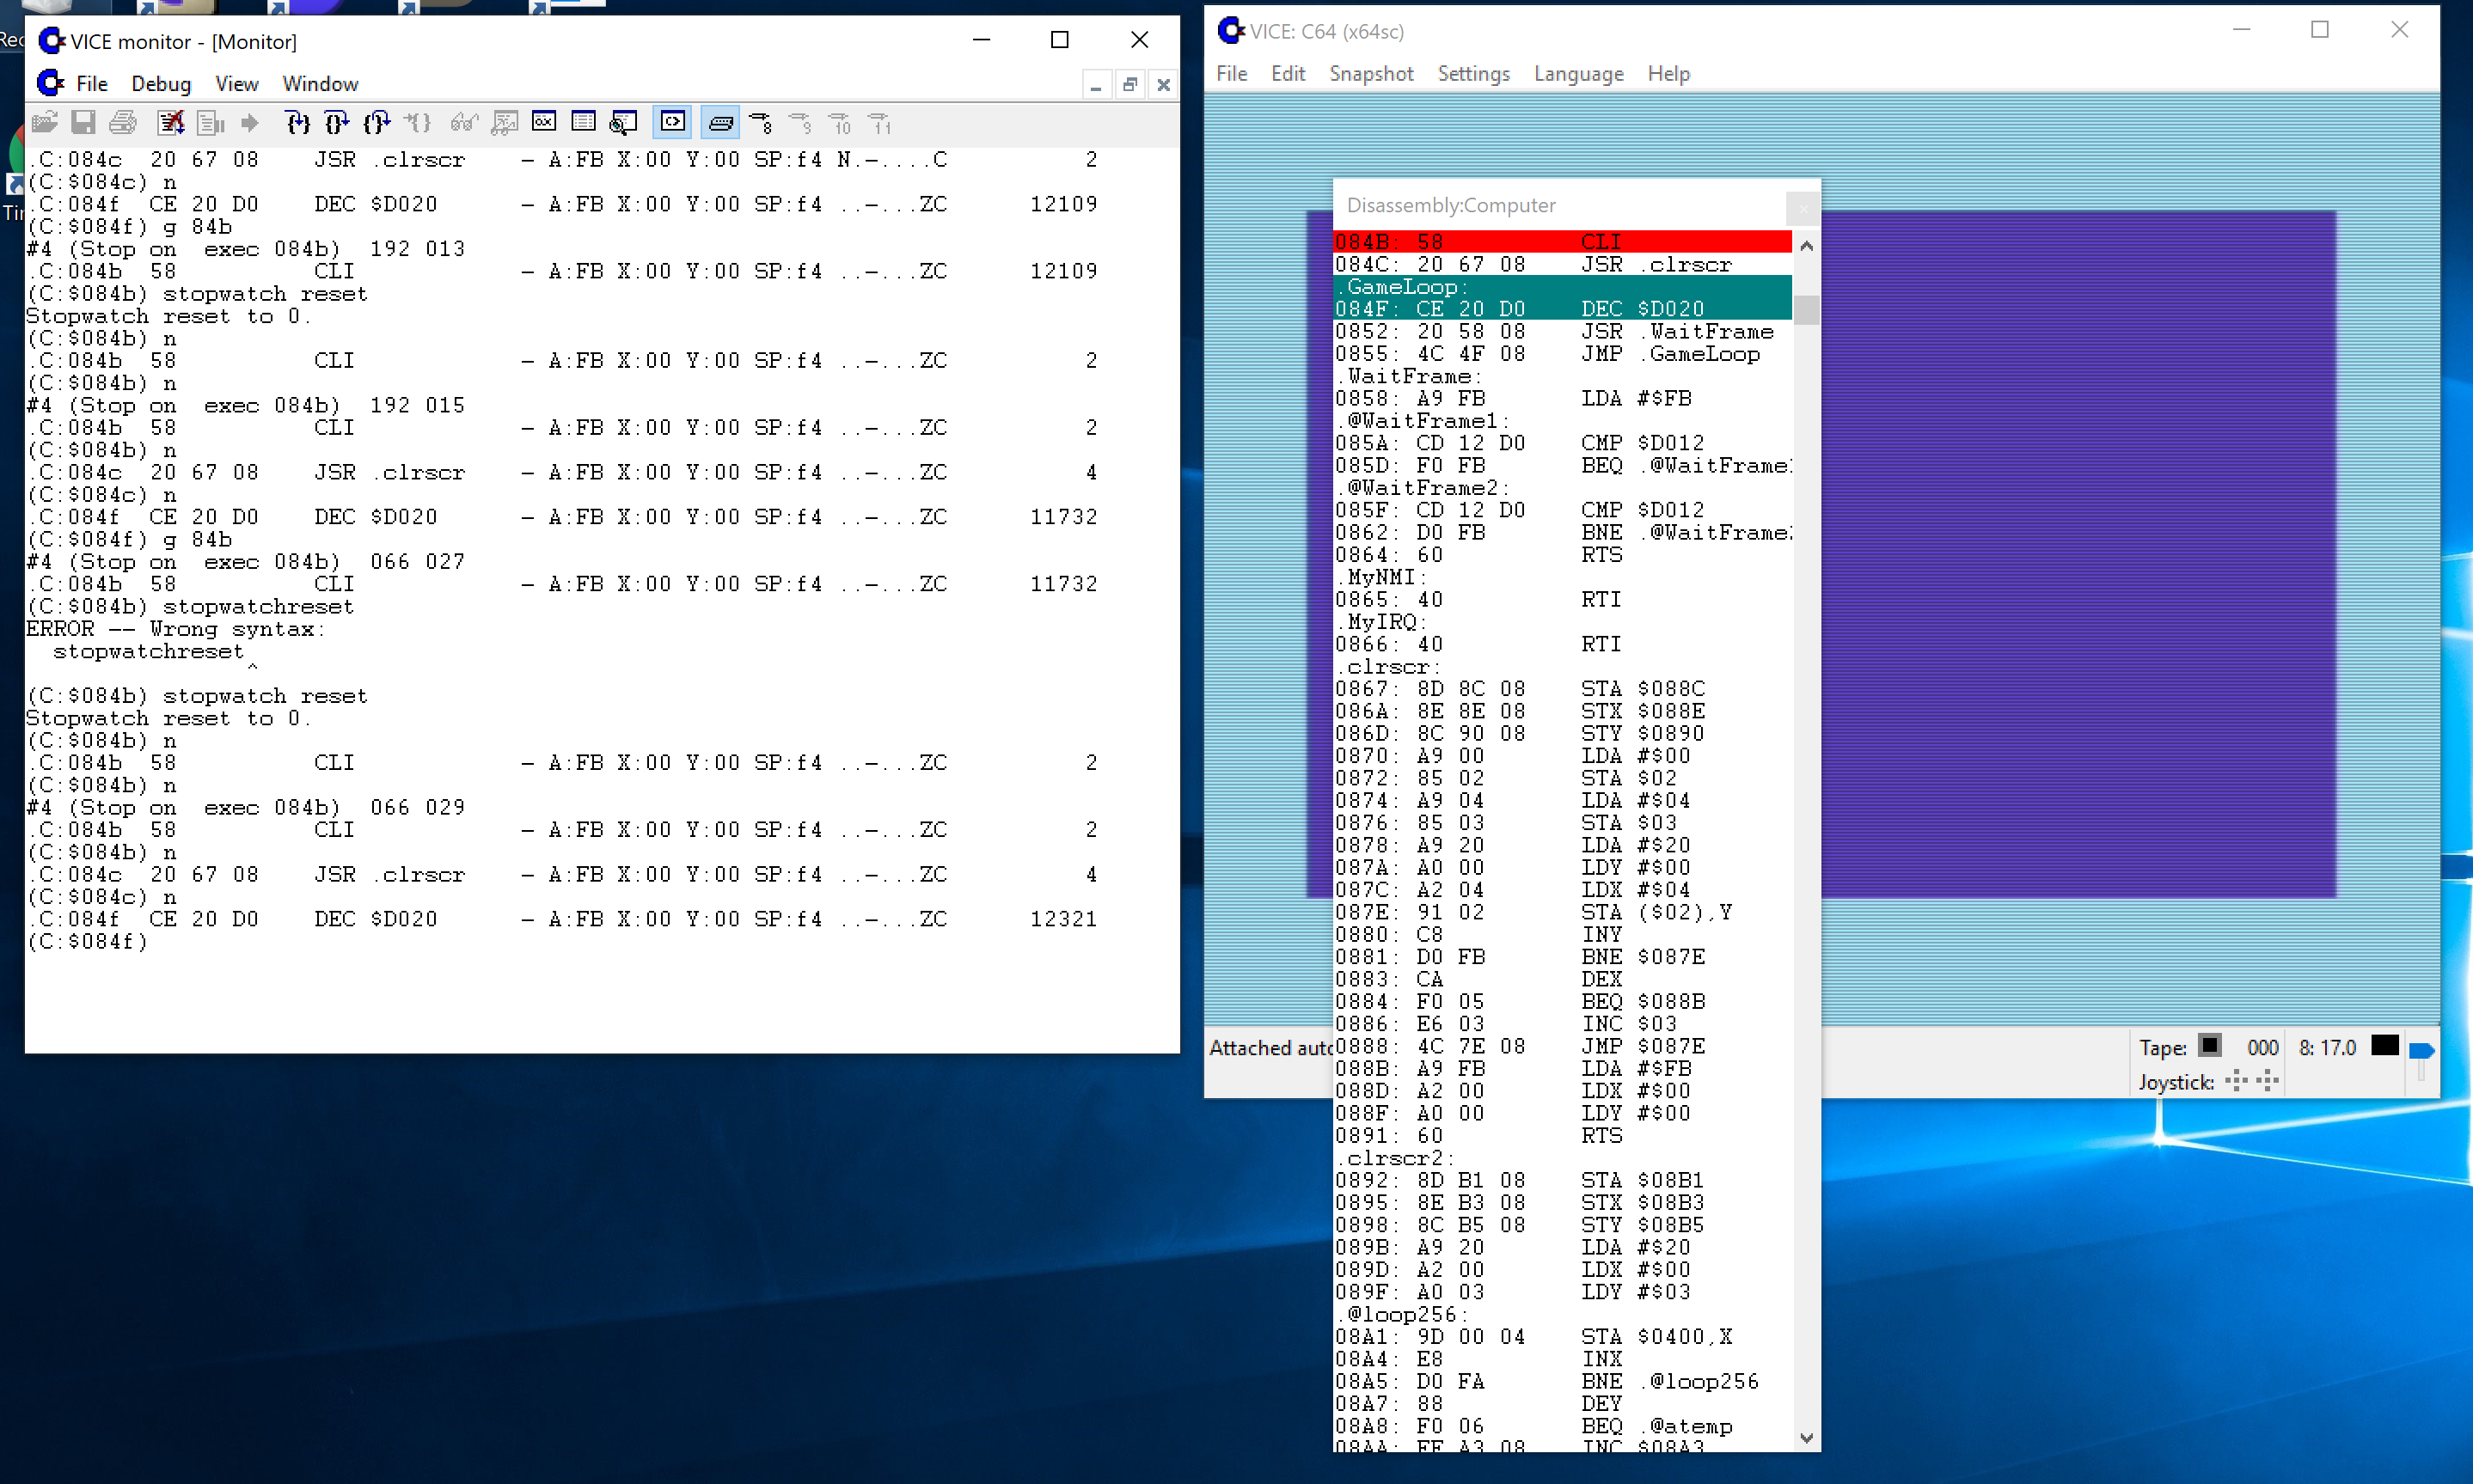 Rec
Tin
VICE monitor - [Monitor]
File Debug View Window
.C:084c  20 67 08    JSR .clrscr    - A:FB X:00 Y:00 SP:f4 N.-....C          2
(C:$084c) n
.C:084f  CE 20 D0    DEC $D020      - A:FB X:00 Y:00 SP:f4 ..-...ZC      12109
(C:$084f) g 84b
#4 (Stop on  exec 084b)  192 013
.C:084b  58          CLI            - A:FB X:00 Y:00 SP:f4 ..-...ZC      12109
(C:$084b) stopwatch reset
Stopwatch reset to 0.
(C:$084b) n
.C:084b  58          CLI            - A:FB X:00 Y:00 SP:f4 ..-...ZC          2
(C:$084b) n
#4 (Stop on  exec 084b)  192 015
.C:084b  58          CLI            - A:FB X:00 Y:00 SP:f4 ..-...ZC          2
(C:$084b) n
.C:084c  20 67 08    JSR .clrscr    - A:FB X:00 Y:00 SP:f4 ..-...ZC          4
(C:$084c) n
.C:084f  CE 20 D0    DEC $D020      - A:FB X:00 Y:00 SP:f4 ..-...ZC      11732
(C:$084f) g 84b
#4 (Stop on  exec 084b)  066 027
.C:084b  58          CLI            - A:FB X:00 Y:00 SP:f4 ..-...ZC      11732
(C:$084b) stopwatchreset
ERROR -- Wrong syntax:
  stopwatchreset
                ^
(C:$084b) stopwatch reset
Stopwatch reset to 0.
(C:$084b) n
.C:084b  58          CLI            - A:FB X:00 Y:00 SP:f4 ..-...ZC          2
(C:$084b) n
#4 (Stop on  exec 084b)  066 029
.C:084b  58          CLI            - A:FB X:00 Y:00 SP:f4 ..-...ZC          2
(C:$084b) n
.C:084c  20 67 08    JSR .clrscr    - A:FB X:00 Y:00 SP:f4 ..-...ZC          4
(C:$084c) n
.C:084f  CE 20 D0    DEC $D020      - A:FB X:00 Y:00 SP:f4 ..-...ZC      12321
(C:$084f)
VICE: C64 (x64sc)
File Edit Snapshot Settings Language Help
Disassembly:Computer
084B: 58          CLI
084C: 20 67 08    JSR .clrscr
.GameLoop:
084F: CE 20 D0    DEC $D020
0852: 20 58 08    JSR .WaitFrame
0855: 4C 4F 08    JMP .GameLoop
.WaitFrame:
0858: A9 FB       LDA #$FB
.@WaitFrame1:
085A: CD 12 D0    CMP $D012
085D: F0 FB       BEQ .@WaitFrame
.@WaitFrame2:
085F: CD 12 D0    CMP $D012
0862: D0 FB       BNE .@WaitFrame
0864: 60          RTS
.MyNMI:
0865: 40          RTI
.MyIRQ:
0866: 40          RTI
.clrscr:
0867: 8D 8C 08    STA $088C
086A: 8E 8E 08    STX $088E
086D: 8C 90 08    STY $0890
0870: A9 00       LDA #$00
0872: 85 02       STA $02
0874: A9 04       LDA #$04
0876: 85 03       STA $03
0878: A9 20       LDA #$20
087A: A0 00       LDY #$00
087C: A2 04       LDX #$04
087E: 91 02       STA ($02),Y
0880: C8          INY
0881: D0 FB       BNE $087E
0883: CA          DEX
0884: F0 05       BEQ $088B
0886: E6 03       INC $03
0888: 4C 7E 08    JMP $087E
088B: A9 FB       LDA #$FB
088D: A2 00       LDX #$00
088F: A0 00       LDY #$00
0891: 60          RTS
.clrscr2:
0892: 8D B1 08    STA $08B1
0895: 8E B3 08    STX $08B3
0898: 8C B5 08    STY $08B5
089B: A9 20       LDA #$20
089D: A2 00       LDX #$00
089F: A0 03       LDY #$03
.@loop256:
08A1: 9D 00 04    STA $0400,X
08A4: E8          INX
08A5: D0 FA       BNE .@loop256
08A7: 88          DEY
08A8: F0 06       BEQ .@atemp
08AA: EE A3 08    INC $08A3
Attached auto
Tape: 000 8: 17.0
Joystick: